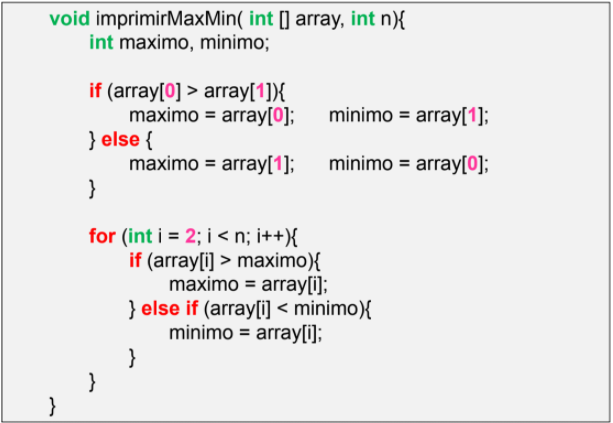 void imprimirMaxMin( int [] array, int n){
int maximo, minimo;
if (array[0] > array[1]){
maximo = array[0]; minimo = array[1];
} else {
maximo = array[1]; minimo = array[0];
}
for (int i = 2; i < n; i++){
if (array[i] > maximo){
maximo = array[i];
} else if (array[i] < minimo){
minimo = array[i];
}
}
}